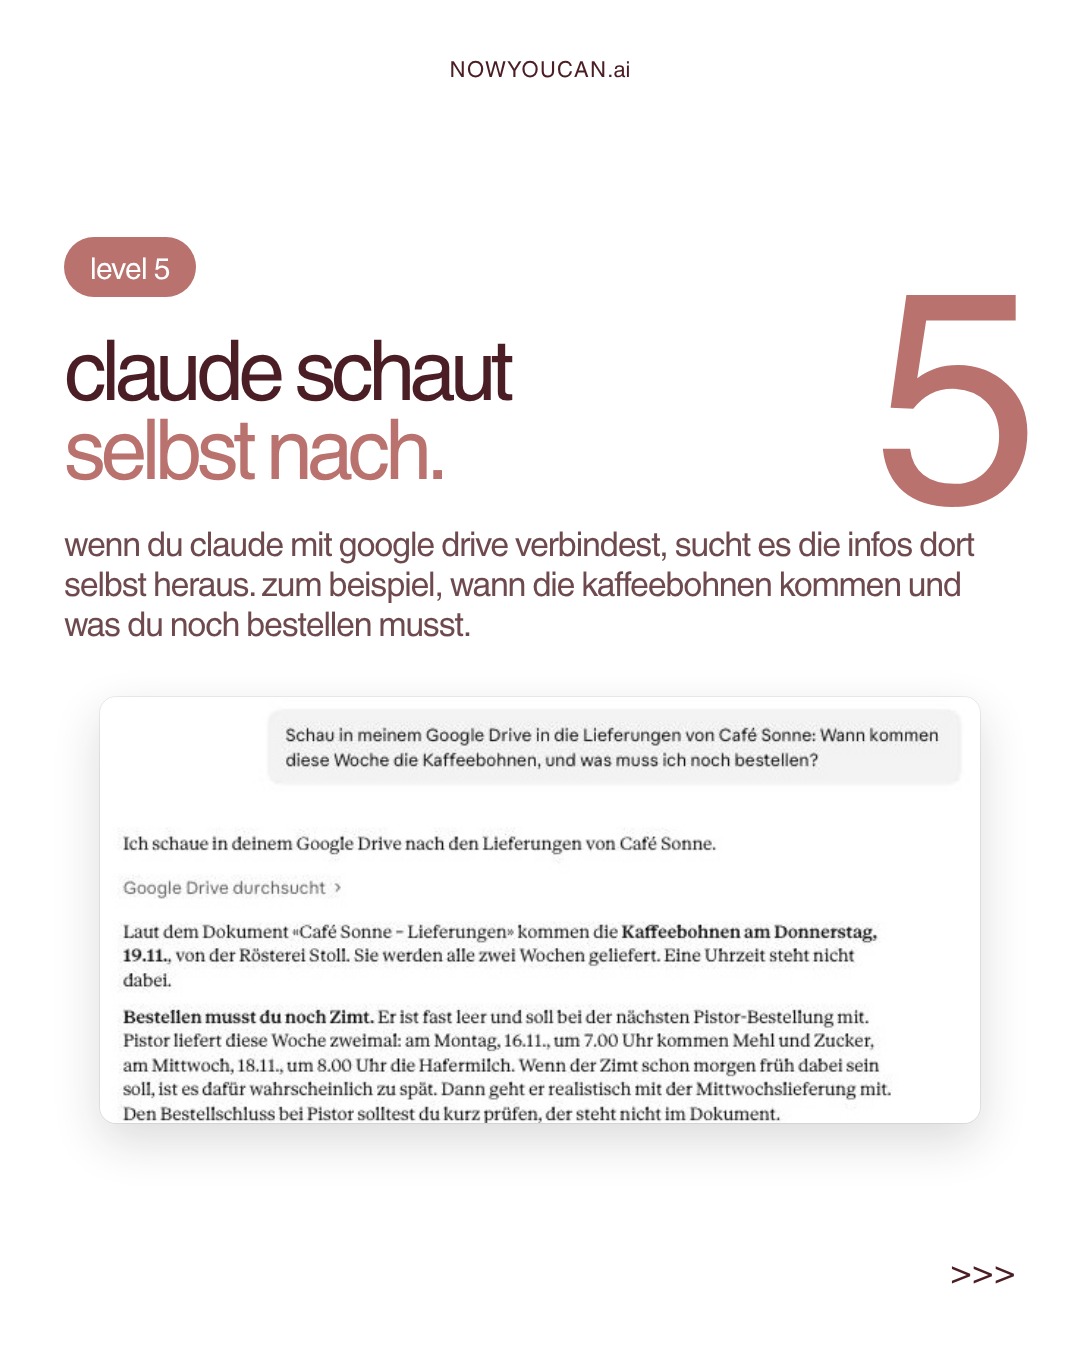 NOWYOUCAN.ai
level 5
5
claude schaut
selbst nach.
wenn du claude mit google drive verbindest, sucht es die infos dort
selbst heraus. zum beispiel, wann die kaffeebohnen kommen und
was du noch bestellen musst.
Schau in meinem Google Drive in die Lieferungen von Café Sonne: Wann kommen
diese Woche die Kaffeebohnen, und was muss ich noch bestellen?
Ich schaue in deinem Google Drive nach den Lieferungen von Café Sonne.
Google Drive durchsucht >
Laut dem Dokument «Café Sonne – Lieferungen» kommen die Kaffeebohnen am Donnerstag,
19.11., von der Rösterei Stoll. Sie werden alle zwei Wochen geliefert. Eine Uhrzeit steht nicht
dabei.
Bestellen musst du noch Zimt. Er ist fast leer und soll bei der nächsten Pistor-Bestellung mit.
Pistor liefert diese Woche zweimal: am Montag, 16.11., um 7.00 Uhr kommen Mehl und Zucker,
am Mittwoch, 18.11., um 8.00 Uhr die Hafermilch. Wenn der Zimt schon morgen früh dabei sein
soll, ist es dafür wahrscheinlich zu spät. Dann geht er realistisch mit der Mittwochslieferung mit.
Den Bestellschluss bei Pistor solltest du kurz prüfen, der steht nicht im Dokument.
>>>